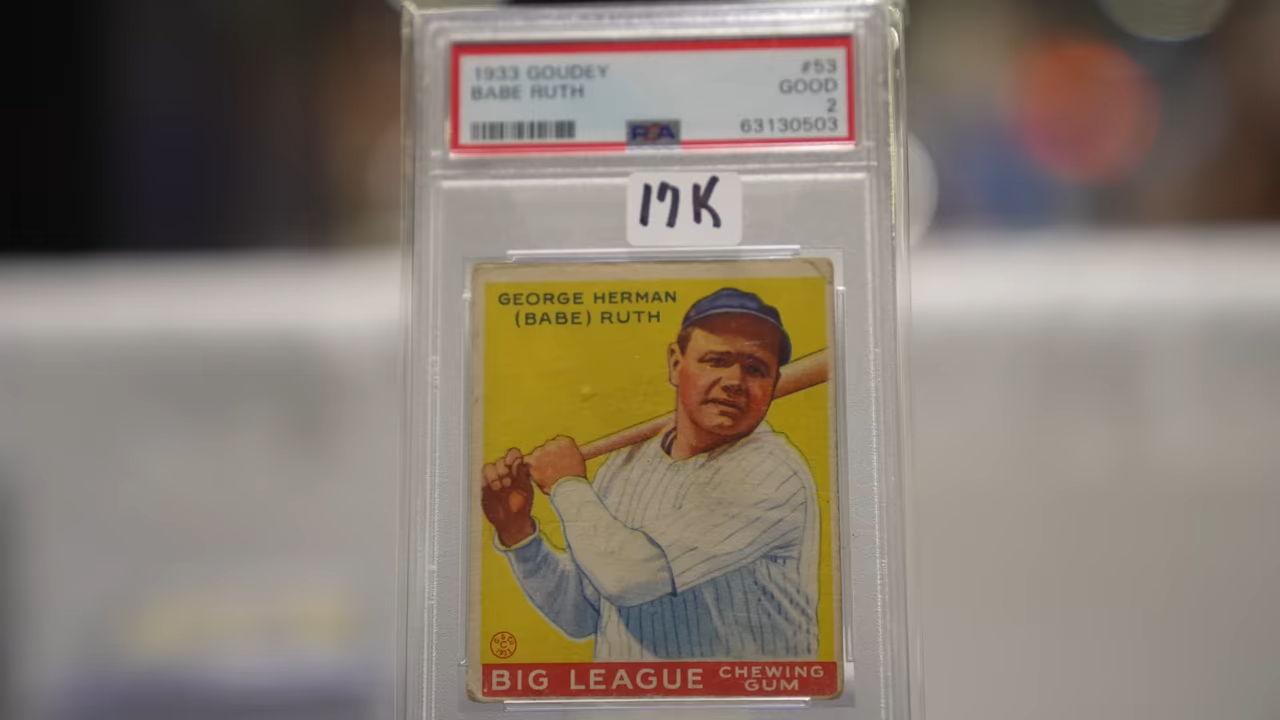 1933 GOUDEY #53
BABE RUTH GOOD
2
PSA 63130503
17K
GEORGE HERMAN
(BABE) RUTH
BIG LEAGUE CHEWING
GUM